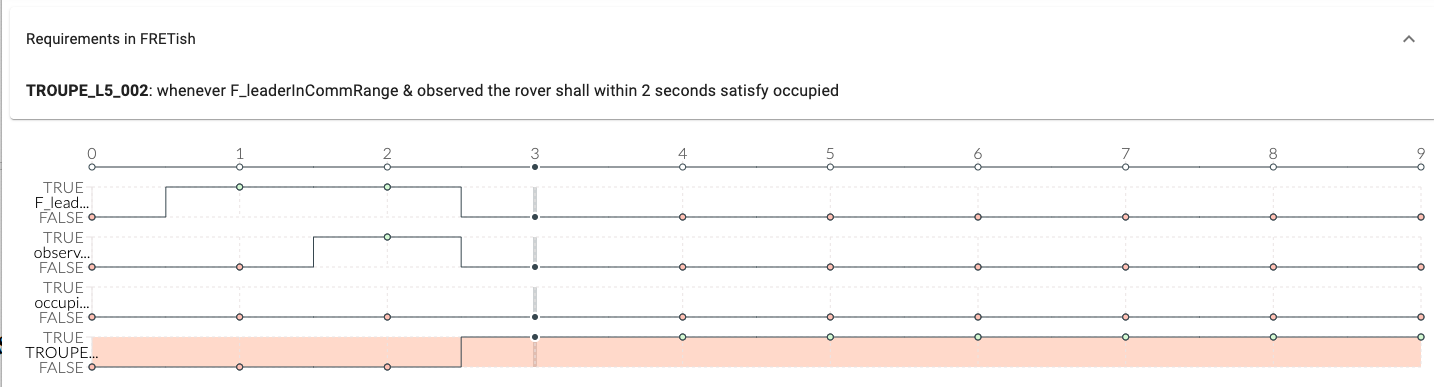 Requirements in FRETish
TROUPE_L5_002: whenever F_leaderInCommRange & observed the rover shall within 2 seconds satisfy occupied
0 1 2 3 4 5 6 7 8 9
TRUE
F_lead...
FALSE
TRUE
observ...
FALSE
TRUE
occupi...
FALSE
TRUE
TROUPE...
FALSE